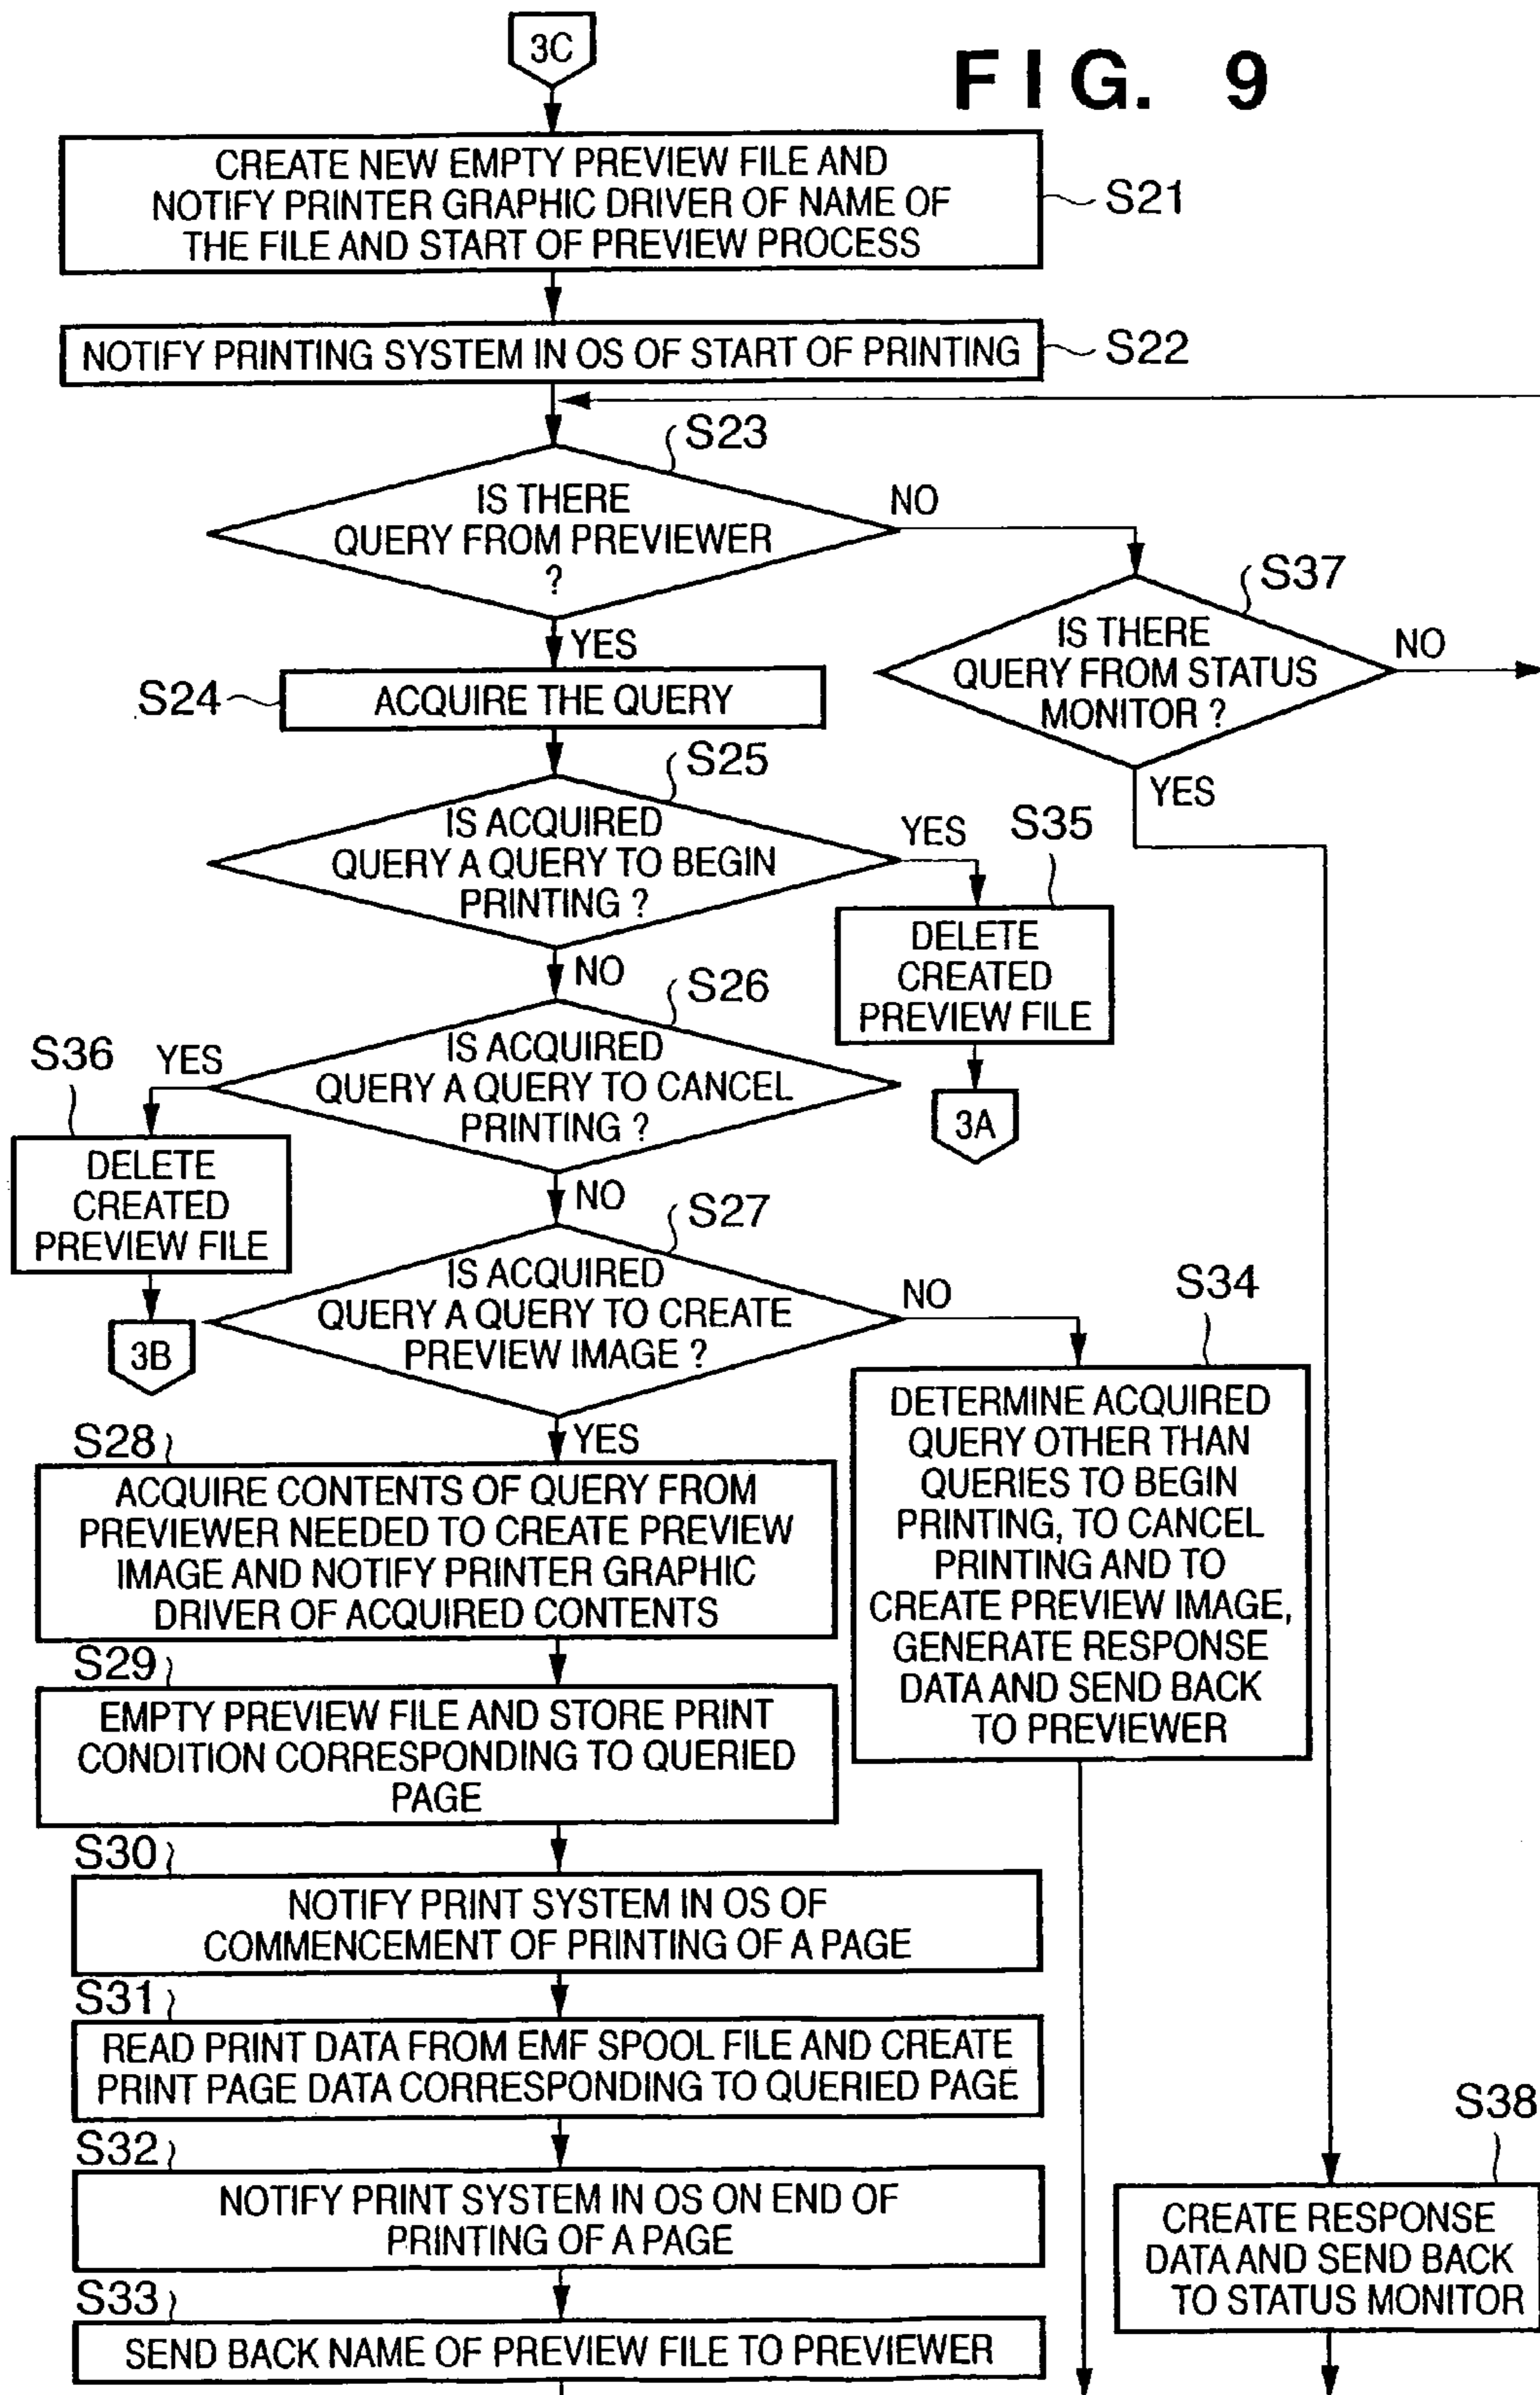 3C
FIG. 9
CREATE NEW EMPTY PREVIEW FILE AND
NOTIFY PRINTER GRAPHIC DRIVER OF NAME OF
THE FILE AND START OF PREVIEW PROCESS
S21
NOTIFY PRINTING SYSTEM IN OS OF START OF PRINTING
S22
S23
IS THERE
QUERY FROM PREVIEWER
?
NO
YES
S37
IS THERE
QUERY FROM STATUS
MONITOR ?
NO
YES
S24
ACQUIRE THE QUERY
S25
IS ACQUIRED
QUERY A QUERY TO BEGIN
PRINTING ?
YES
NO
S35
DELETE
CREATED
PREVIEW FILE
3A
S26
IS ACQUIRED
QUERY A QUERY TO CANCEL
PRINTING ?
YES
NO
S36
DELETE
CREATED
PREVIEW FILE
3B
S27
IS ACQUIRED
QUERY A QUERY TO CREATE
PREVIEW IMAGE ?
NO
YES
S34
DETERMINE ACQUIRED
QUERY OTHER THAN
QUERIES TO BEGIN
PRINTING, TO CANCEL
PRINTING AND TO
CREATE PREVIEW IMAGE,
GENERATE RESPONSE
DATA AND SEND BACK
TO PREVIEWER
S28
ACQUIRE CONTENTS OF QUERY FROM
PREVIEWER NEEDED TO CREATE PREVIEW
IMAGE AND NOTIFY PRINTER GRAPHIC
DRIVER OF ACQUIRED CONTENTS
S29
EMPTY PREVIEW FILE AND STORE PRINT
CONDITION CORRESPONDING TO QUERIED
PAGE
S30
NOTIFY PRINT SYSTEM IN OS OF
COMMENCEMENT OF PRINTING OF A PAGE
S31
READ PRINT DATA FROM EMF SPOOL FILE AND CREATE
PRINT PAGE DATA CORRESPONDING TO QUERIED PAGE
S32
NOTIFY PRINT SYSTEM IN OS ON END OF
PRINTING OF A PAGE
S33
SEND BACK NAME OF PREVIEW FILE TO PREVIEWER
S38
CREATE RESPONSE
DATA AND SEND BACK
TO STATUS MONITOR